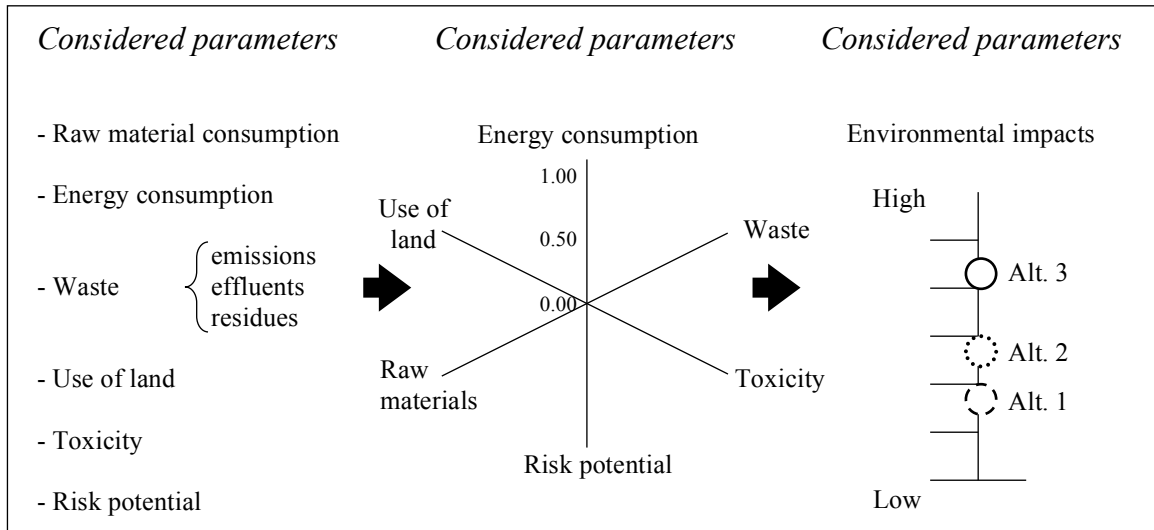 Considered parameters
- Raw material consumption
- Energy consumption
- Waste
emissions
effluents
residues
- Use of land
- Toxicity
- Risk potential
Considered parameters
Energy consumption
1.00
0.50
0.00
Use of
land
Waste
Raw
materials
Toxicity
Risk potential
Considered parameters
Environmental impacts
High
Alt. 3
Alt. 2
Alt. 1
Low